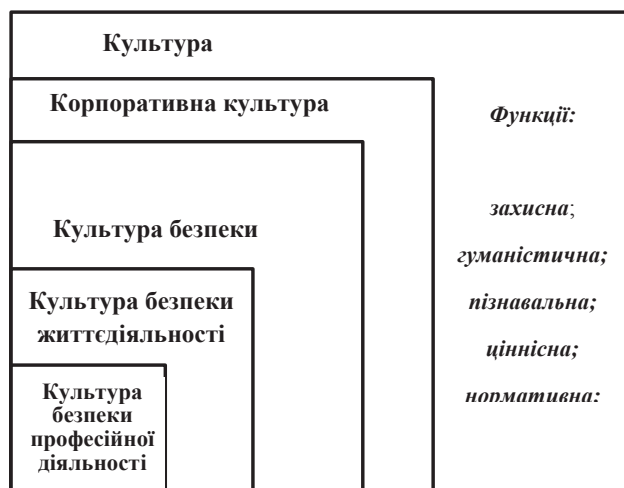 Культура
Корпоративна культура
Культура безпеки
Культура безпеки
життєдіяльності
Культура
безпеки
професійної
діяльності
Функції:
захисна;
гуманістична;
пізнавальна;
ціннісна;
нормативна;